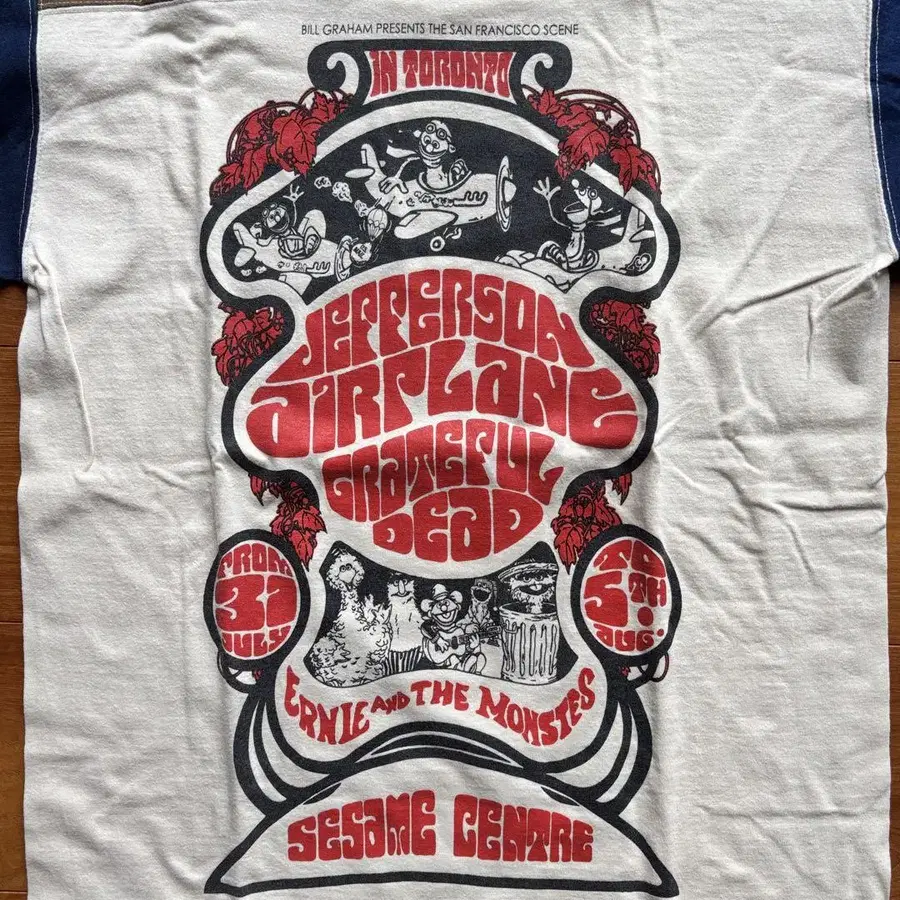 BILL GRAHAM PRESENTS THE SAN FRANCISCO SCENE
IN TORONTO
JEFFERSON
AIRPLANE
GRATEFUL
DEAD
FROM
31
JULY
TO
5TH
AUG.
ERNIE AND THE MONSTES
SESAME CENTRE